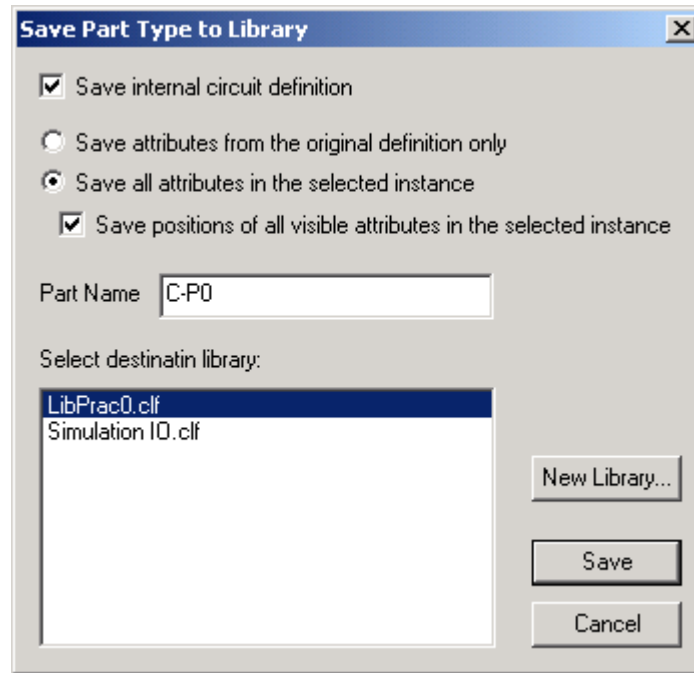 Save Part Type to Library
Save internal circuit definition
Save attributes from the original definition only
Save all attributes in the selected instance
Save positions of all visible attributes in the selected instance
Part Name C-P0
Select destinatin library:
LibPrac0.clf
Simulation IO.clf
New Library...
Save
Cancel